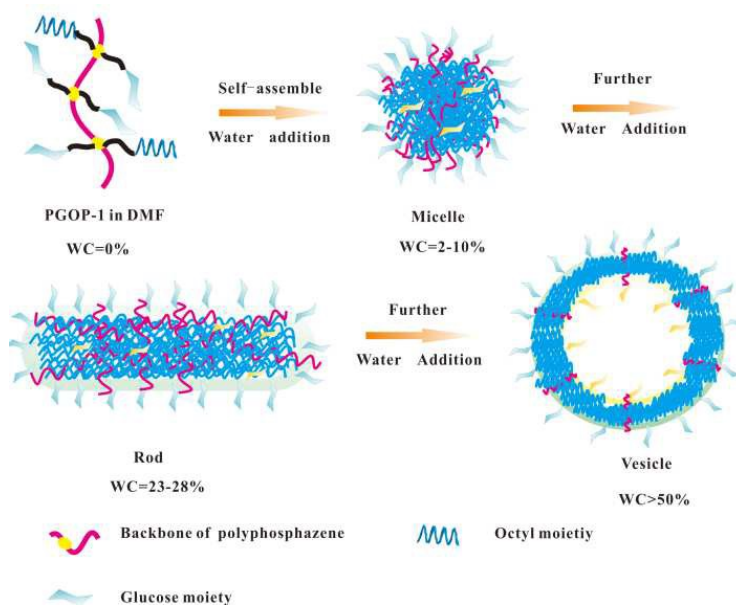 Self-assemble
Water addition
Further
Water Addition
PGOP-1 in DMF
WC=0%
Micelle
WC=2-10%
Further
Water Addition
Rod
WC=23-28%
Vesicle
WC>50%
Backbone of polyphosphazene
Octyl moietiy
Glucose moiety